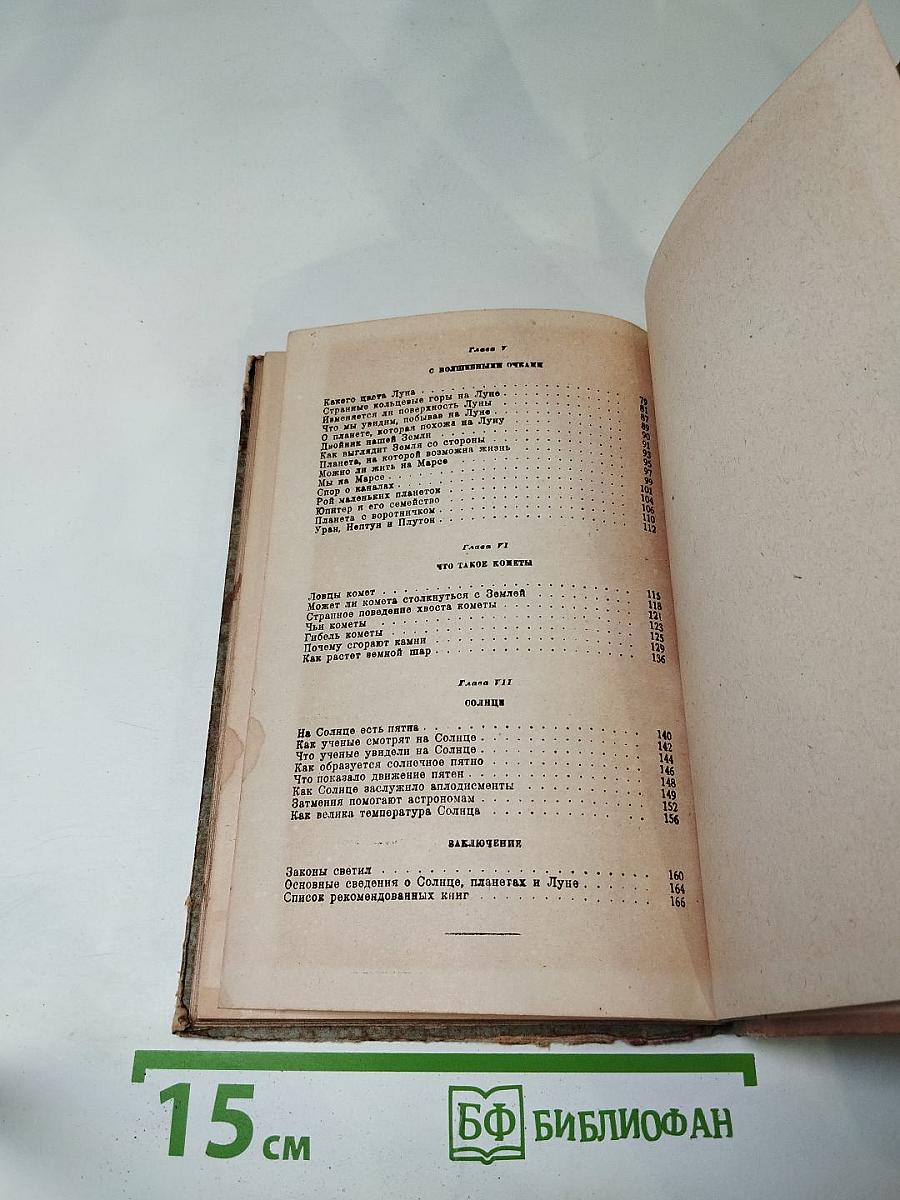 Глава V
С ВОЛШЕБНЫМИ ОЧКАМИ
Какого цвета Луна . . . 79
Странные кольцевые горы на Луне . . . 81
Изменяется ли поверхность Луны . . . 87
Что мы увидим, побывав на Луне . . . 89
О планете, которая похожа на Луну . . . 90
Двойник нашей Земли . . . 91
Как выглядит Земля со стороны . . . 93
Планета, на которой возможна жизнь . . . 95
Можно ли жить на Марсе . . . 97
Мы на Марсе . . . 99
Спор о каналах . . . 101
Рой маленьких планеток . . . 104
Юпитер и его семейство . . . 106
Планета с воротничком . . . 110
Уран, Нептун и Плутон . . . 112
Глава VI
ЧТО ТАКОЕ КОМЕТЫ
Ловцы комет . . . 115
Может ли комета столкнуться с Землей . . . 118
Странное поведение хвоста кометы . . . 121
Чьи кометы . . . 123
Гибель кометы . . . 125
Почему сгорают камни . . . 129
Как растет земной шар . . . 136
Глава VII
СОЛНЦЕ
На Солнце есть пятна . . . 140
Как ученые смотрят на Солнце . . . 142
Что ученые увидели на Солнце . . . 144
Как образуется солнечное пятно . . . 146
Что показало движение пятен . . . 148
Как Солнце заслужило аплодисменты . . . 149
Затмения помогают астрономам . . . 152
Как велика температура Солнца . . . 156
ЗАКЛЮЧЕНИЕ
Законы светил . . . 160
Основные сведения о Солнце, планетах и Луне . . . 164
Список рекомендованных книг . . . 166
15 см
БФ БИБЛИОФАН